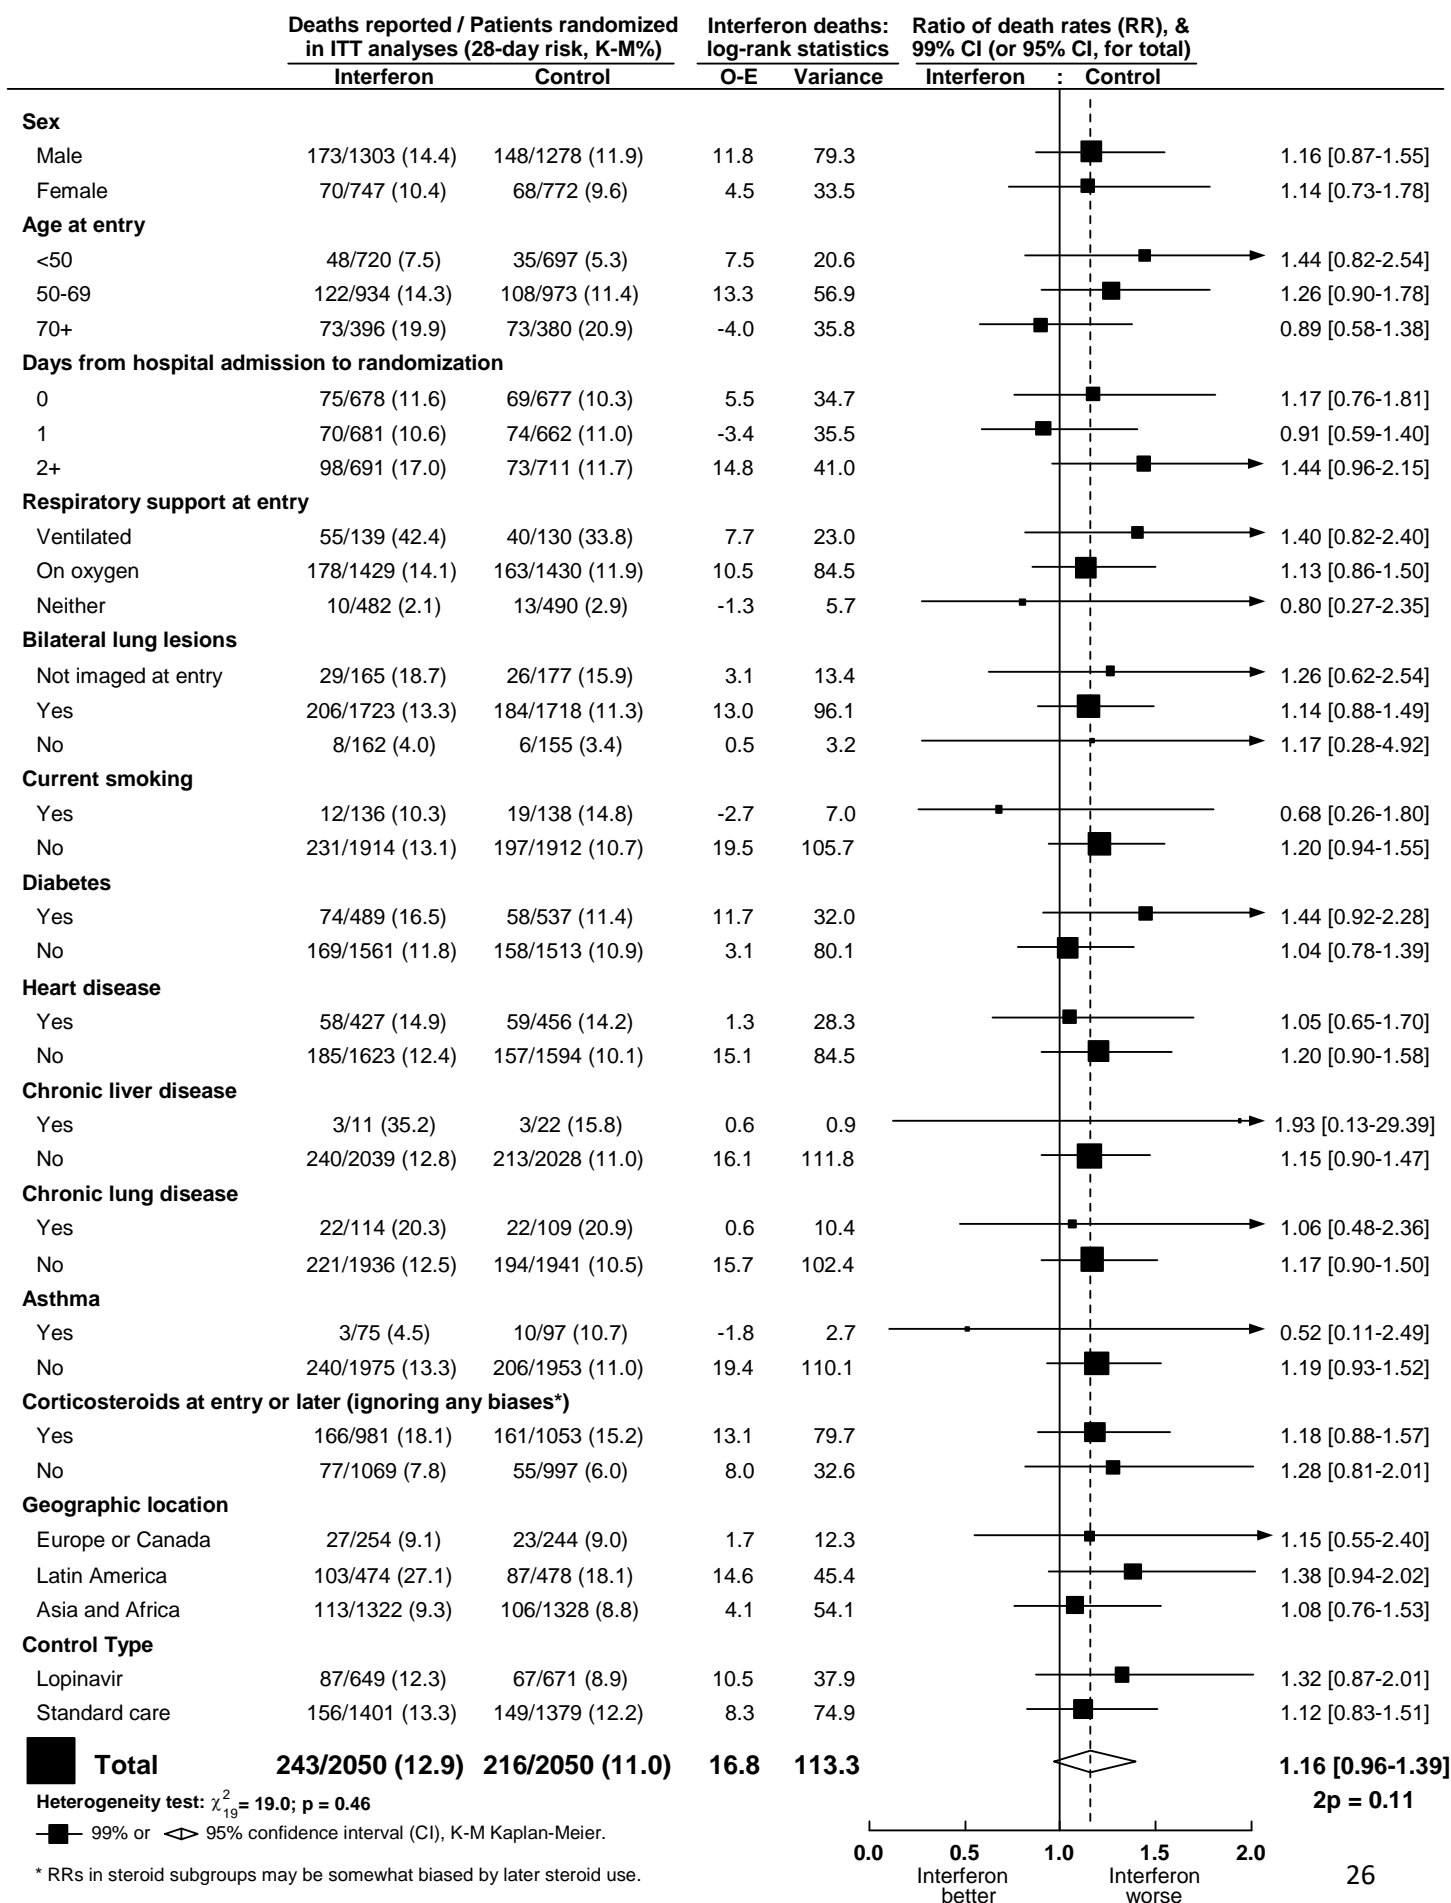 Deaths reported / Patients randomized Interferon deaths: Ratio of death rates (RR), &
in ITT analyses (28-day risk, K-M%) log-rank statistics 99% CI (or 95% CI, for total)
Interferon Control O-E Variance Interferon : Control
Sex
Male 173/1303 (14.4) 148/1278 (11.9) 11.8 79.3 1.16 [0.87-1.55]
Female 70/747 (10.4) 68/772 (9.6) 4.5 33.5 1.14 [0.73-1.78]
Age at entry
<50 48/720 (7.5) 35/697 (5.3) 7.5 20.6 1.44 [0.82-2.54]
50-69 122/934 (14.3) 108/973 (11.4) 13.3 56.9 1.26 [0.90-1.78]
70+ 73/396 (19.9) 73/380 (20.9) -4.0 35.8 0.89 [0.58-1.38]
Days from hospital admission to randomization
0 75/678 (11.6) 69/677 (10.3) 5.5 34.7 1.17 [0.76-1.81]
1 70/681 (10.6) 74/662 (11.0) -3.4 35.5 0.91 [0.59-1.40]
2+ 98/691 (17.0) 73/711 (11.7) 14.8 41.0 1.44 [0.96-2.15]
Respiratory support at entry
Ventilated 55/139 (42.4) 40/130 (33.8) 7.7 23.0 1.40 [0.82-2.40]
On oxygen 178/1429 (14.1) 163/1430 (11.9) 10.5 84.5 1.13 [0.86-1.50]
Neither 10/482 (2.1) 13/490 (2.9) -1.3 5.7 0.80 [0.27-2.35]
Bilateral lung lesions
Not imaged at entry 29/165 (18.7) 26/177 (15.9) 3.1 13.4 1.26 [0.62-2.54]
Yes 206/1723 (13.3) 184/1718 (11.3) 13.0 96.1 1.14 [0.88-1.49]
No 8/162 (4.0) 6/155 (3.4) 0.5 3.2 1.17 [0.28-4.92]
Current smoking
Yes 12/136 (10.3) 19/138 (14.8) -2.7 7.0 0.68 [0.26-1.80]
No 231/1914 (13.1) 197/1912 (10.7) 19.5 105.7 1.20 [0.94-1.55]
Diabetes
Yes 74/489 (16.5) 58/537 (11.4) 11.7 32.0 1.44 [0.92-2.28]
No 169/1561 (11.8) 158/1513 (10.9) 3.1 80.1 1.04 [0.78-1.39]
Heart disease
Yes 58/427 (14.9) 59/456 (14.2) 1.3 28.3 1.05 [0.65-1.70]
No 185/1623 (12.4) 157/1594 (10.1) 15.1 84.5 1.20 [0.90-1.58]
Chronic liver disease
Yes 3/11 (35.2) 3/22 (15.8) 0.6 0.9 1.93 [0.13-29.39]
No 240/2039 (12.8) 213/2028 (11.0) 16.1 111.8 1.15 [0.90-1.47]
Chronic lung disease
Yes 22/114 (20.3) 22/109 (20.9) 0.6 10.4 1.06 [0.48-2.36]
No 221/1936 (12.5) 194/1941 (10.5) 15.7 102.4 1.17 [0.90-1.50]
Asthma
Yes 3/75 (4.5) 10/97 (10.7) -1.8 2.7 0.52 [0.11-2.49]
No 240/1975 (13.3) 206/1953 (11.0) 19.4 110.1 1.19 [0.93-1.52]
Corticosteroids at entry or later (ignoring any biases*)
Yes 166/981 (18.1) 161/1053 (15.2) 13.1 79.7 1.18 [0.88-1.57]
No 77/1069 (7.8) 55/997 (6.0) 8.0 32.6 1.28 [0.81-2.01]
Geographic location
Europe or Canada 27/254 (9.1) 23/244 (9.0) 1.7 12.3 1.15 [0.55-2.40]
Latin America 103/474 (27.1) 87/478 (18.1) 14.6 45.4 1.38 [0.94-2.02]
Asia and Africa 113/1322 (9.3) 106/1328 (8.8) 4.1 54.1 1.08 [0.76-1.53]
Control Type
Lopinavir 87/649 (12.3) 67/671 (8.9) 10.5 37.9 1.32 [0.87-2.01]
Standard care 156/1401 (13.3) 149/1379 (12.2) 8.3 74.9 1.12 [0.83-1.51]
Total 243/2050 (12.9) 216/2050 (11.0) 16.8 113.3 1.16 [0.96-1.39]
Heterogeneity test: χ²₁₉ = 19.0; p = 0.46 2p = 0.11
99% or 95% confidence interval (CI), K-M Kaplan-Meier.
0.0 0.5 1.0 1.5 2.0
* RRs in steroid subgroups may be somewhat biased by later steroid use. Interferon better Interferon worse 26